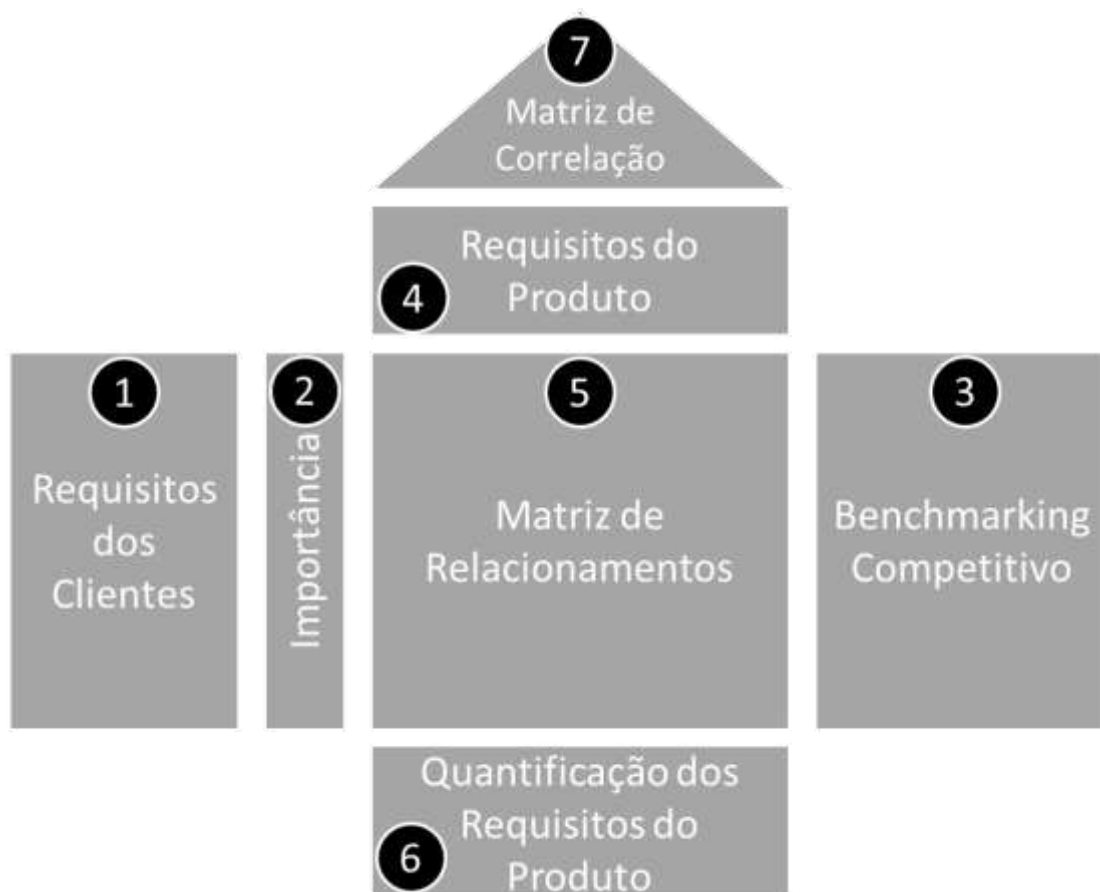 7
Matriz de
Correlação
Requisitos do
Produto
4
1
Requisitos
dos
Clientes
2
Importância
5
Matriz de
Relacionamentos
3
Benchmarking
Competitivo
Quantificação dos
Requisitos do
Produto
6